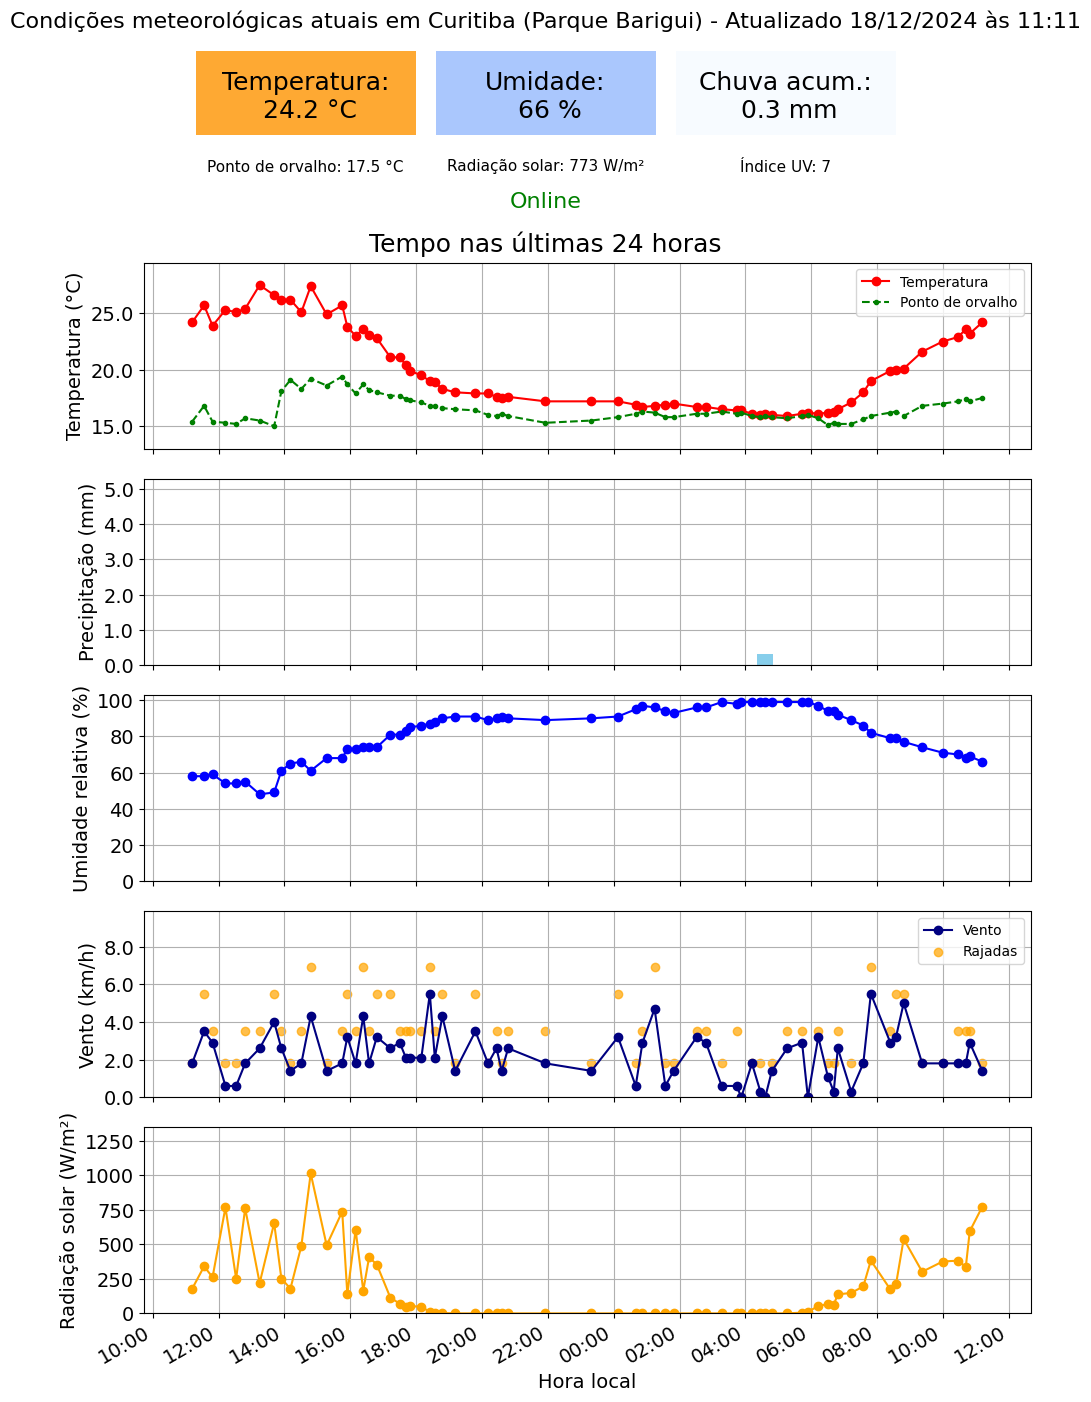 Condições meteorológicas atuais em Curitiba (Parque Barigui) - Atualizado 18/12/2024 às 11:11
Temperatura:
24.2 °C
Umidade:
66 %
Chuva acum.:
0.3 mm
Ponto de orvalho: 17.5 °C
Radiação solar: 773 W/m²
Índice UV: 7
Online
Tempo nas últimas 24 horas
Temperatura (°C)
25.0
20.0
15.0
Temperatura
Ponto de orvalho
Precipitação (mm)
5.0
4.0
3.0
2.0
1.0
0.0
Umidade relativa (%)
100
80
60
40
20
0
Vento (km/h)
8.0
6.0
4.0
2.0
0.0
Vento
Rajadas
Radiação solar (W/m²)
1250
1000
750
500
250
0
10:00
12:00
14:00
16:00
18:00
20:00
22:00
00:00
02:00
04:00
06:00
08:00
10:00
12:00
Hora local